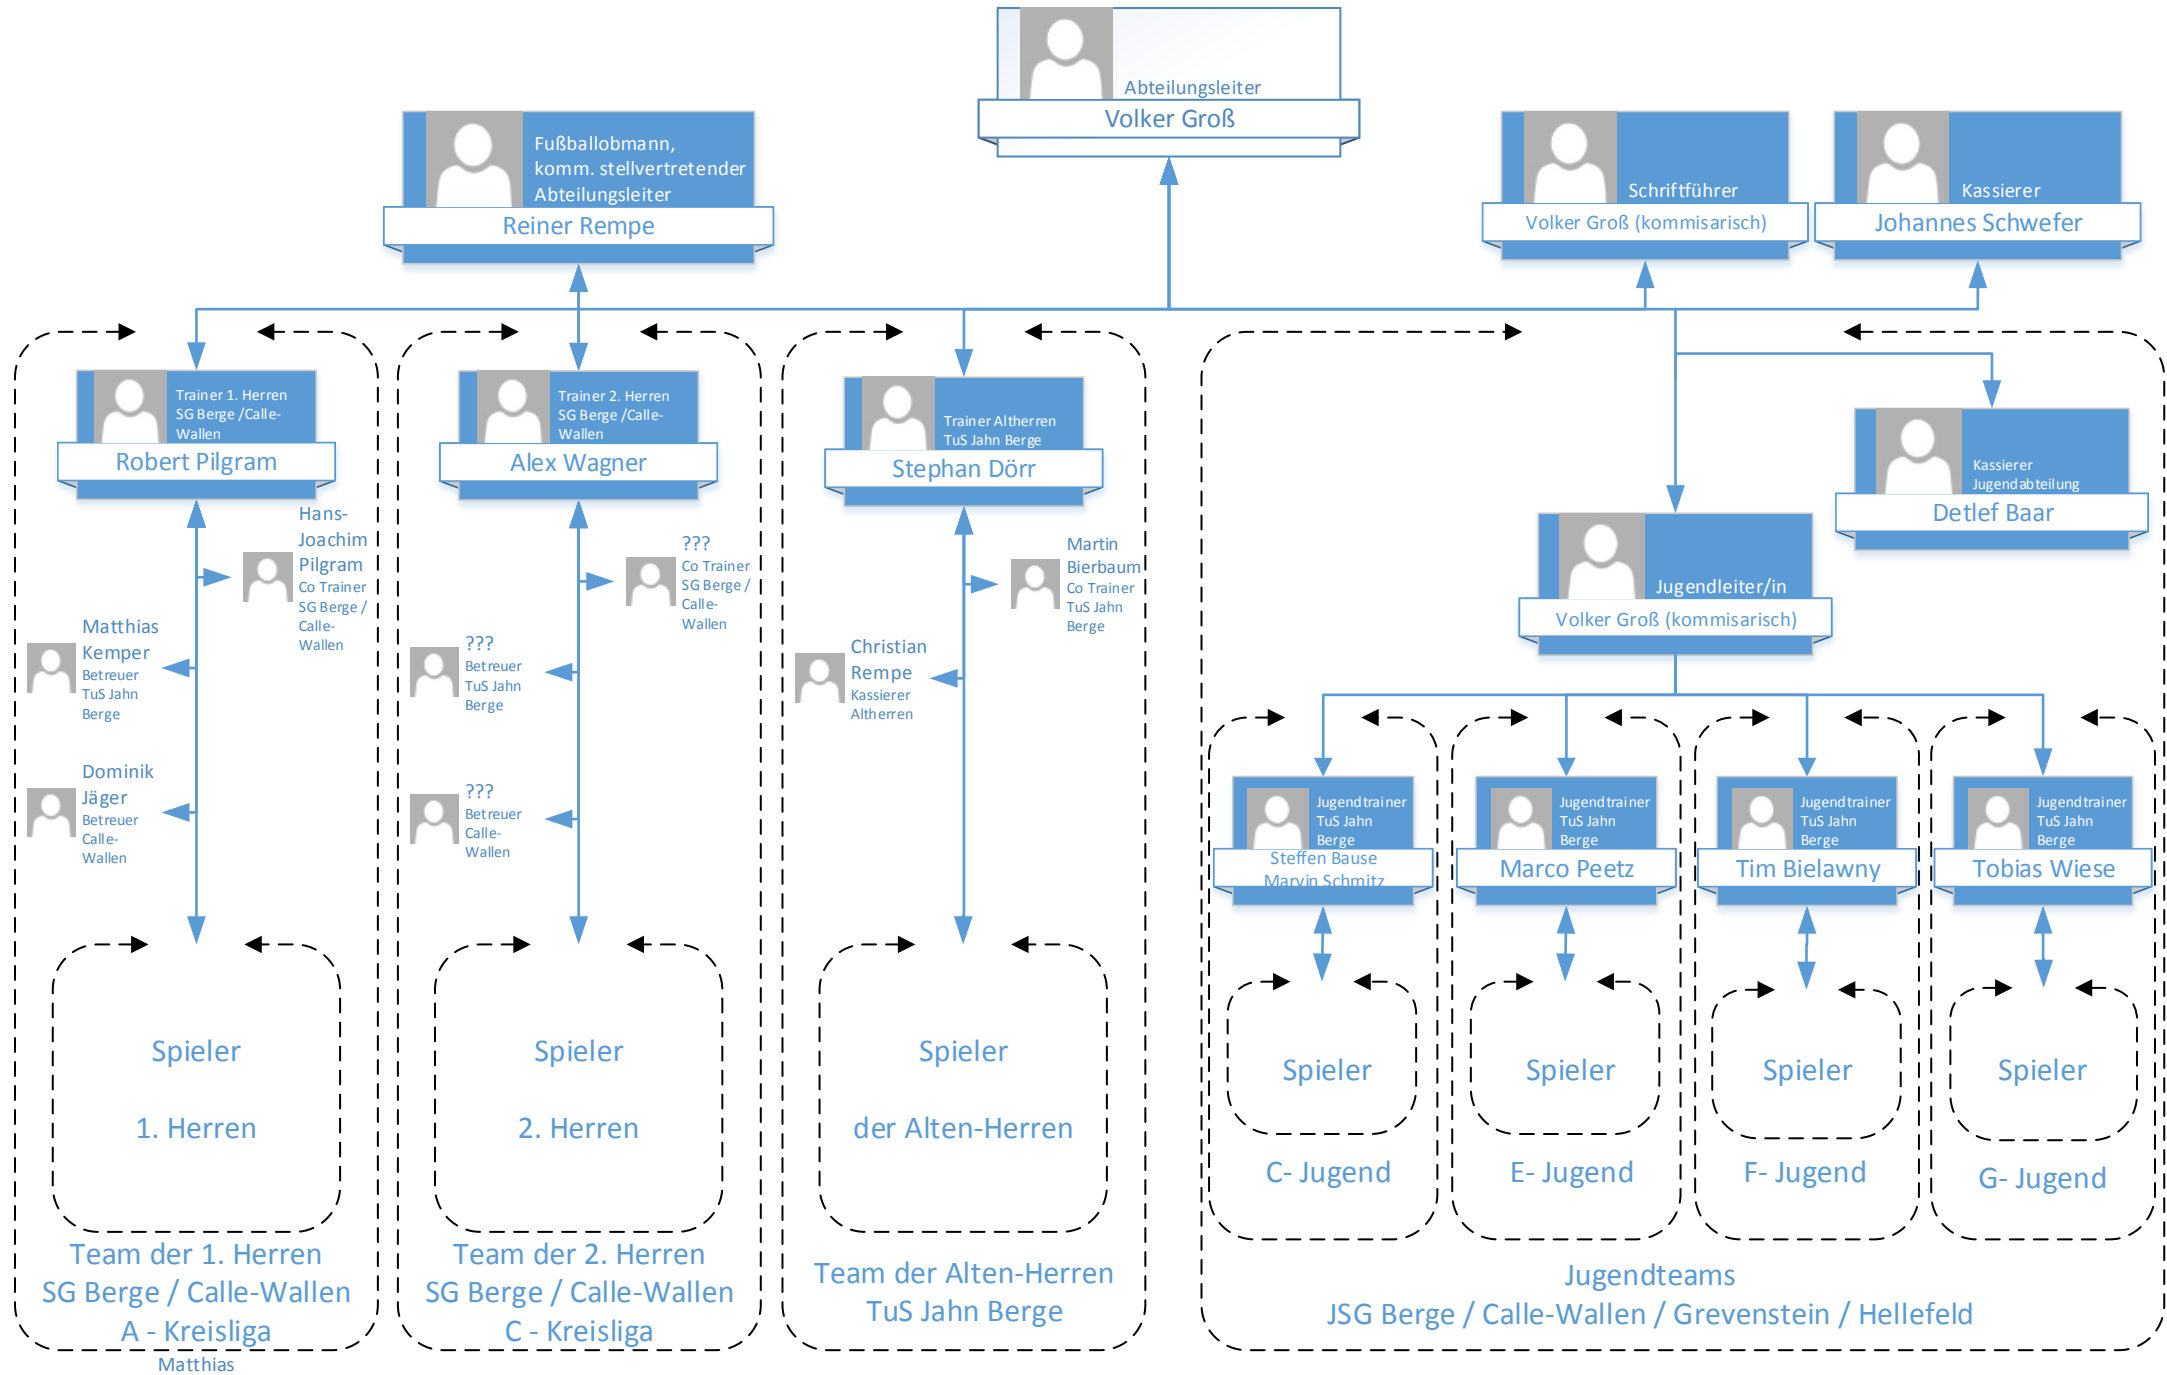 Abteilungsleiter
Volker Groß
Fußballobmann,
komm. stellvertretender
Abteilungsleiter
Reiner Rempe
Schriftführer
Volker Groß (kommisarisch)
Kassierer
Johannes Schwefer
Trainer 1. Herren
SG Berge /Calle-
Wallen
Robert Pilgram
Hans-
Joachim
Pilgram
Co Trainer
SG Berge /
Calle-
Wallen
Matthias
Kemper
Betreuer
TuS Jahn
Berge
Dominik
Jäger
Betreuer
Calle-
Wallen
Spieler
1. Herren
Team der 1. Herren
SG Berge / Calle-Wallen
A - Kreisliga
Matthias
Trainer 2. Herren
SG Berge /Calle-
Wallen
Alex Wagner
???
Co Trainer
SG Berge /
Calle-
Wallen
???
Betreuer
TuS Jahn
Berge
???
Betreuer
Calle-
Wallen
Spieler
2. Herren
Team der 2. Herren
SG Berge / Calle-Wallen
C - Kreisliga
Trainer Altherren
TuS Jahn Berge
Stephan Dörr
Martin
Bierbaum
Co Trainer
TuS Jahn
Berge
Christian
Rempe
Kassierer
Altherren
Spieler
der Alten-Herren
Team der Alten-Herren
TuS Jahn Berge
Kassierer
Jugendabteilung
Detlef Baar
Jugendleiter/in
Volker Groß (kommisarisch)
Jugendtrainer
TuS Jahn
Berge
Steffen Bause
Marvin Schmitz
Spieler
C- Jugend
Jugendtrainer
TuS Jahn
Berge
Marco Peetz
Spieler
E- Jugend
Jugendtrainer
TuS Jahn
Berge
Tim Bielawny
Spieler
F- Jugend
Jugendtrainer
TuS Jahn
Berge
Tobias Wiese
Spieler
G- Jugend
Jugendteams
JSG Berge / Calle-Wallen / Grevenstein / Hellefeld